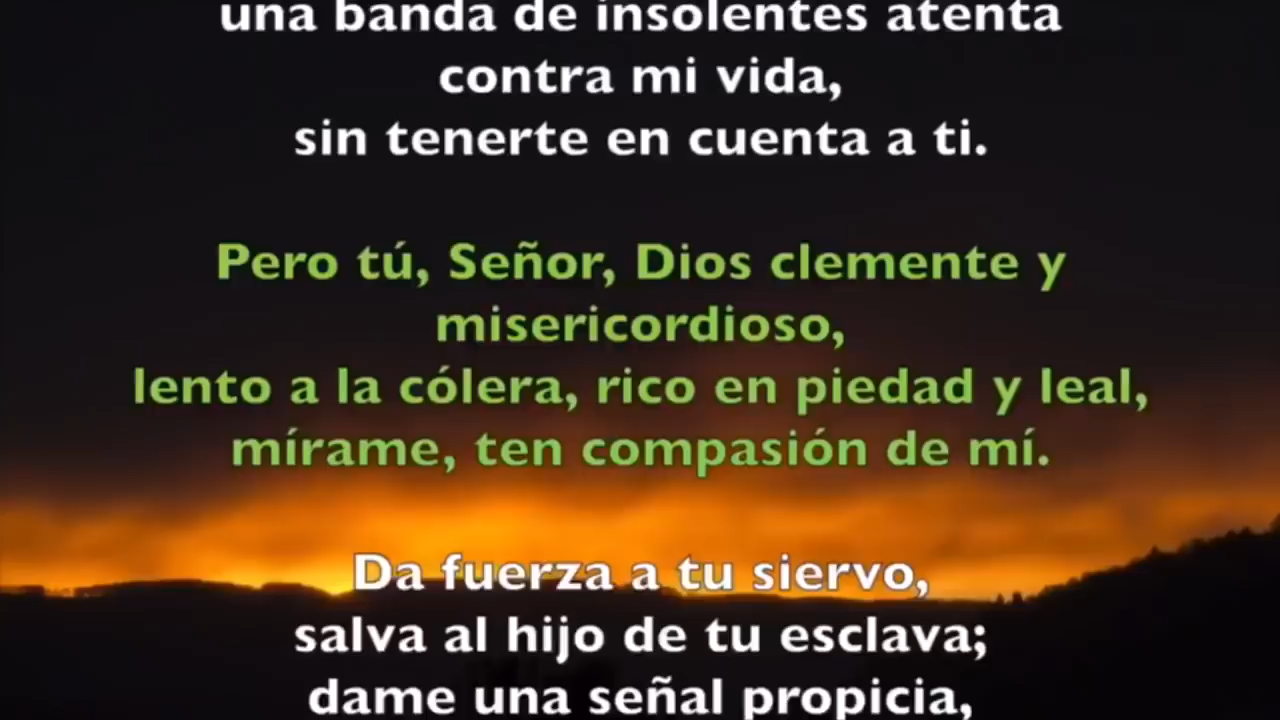 una banda de insolentes atenta
contra mi vida,
sin tenerte en cuenta a ti.
Pero tú, Señor, Dios clemente y
misericordioso,
lento a la cólera, rico en piedad y leal,
mírame, ten compasión de mí.
Da fuerza a tu siervo,
salva al hijo de tu esclava;
dame una señal propicia,